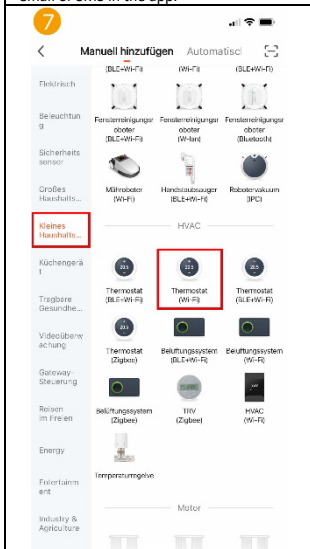 7
Manuell hinzufügen Automatiscl
Elektrisch
Beleuchtun
g
Sicherheits
sensor
Großes
Haushalts...
Kleines
Haushalts...
Küchengerä
t
Tragbare
Gesundhe...
Videoüberw
achung
Gateway-
Steuerung
Reisen
im Freien
Energy
Entertainm
ent
Industry &
Agriculture
(BLE+Wi-Fi)
(Wi-Fi)
(BLE+Wi-Fi)
Fensterreinigungsr
oboter
(BLE+Wi-Fi)
Fensterreinigungsr
oboter
(W-lan)
Fensterreinigungsr
oboter
(Bluetooth)
Mähroboter
(Wi-Fi)
Handstaubsauger
(BLE+Wi-Fi)
Robotervakuum
(IPC)
HVAC
Thermostat
(BLE+Wi-Fi)
Thermostat
(Wi-Fi)
Thermostat
(BLE+Wi-Fi)
Thermostat
(Zigbee)
Belüftungssystem
(BLE+Wi-Fi)
Belüftungssystem
(Wi-Fi)
Belüftungssystem
(Zigbee)
TRV
(Zigbee)
HVAC
(Wi-Fi)
Temperaturregelve
Motor